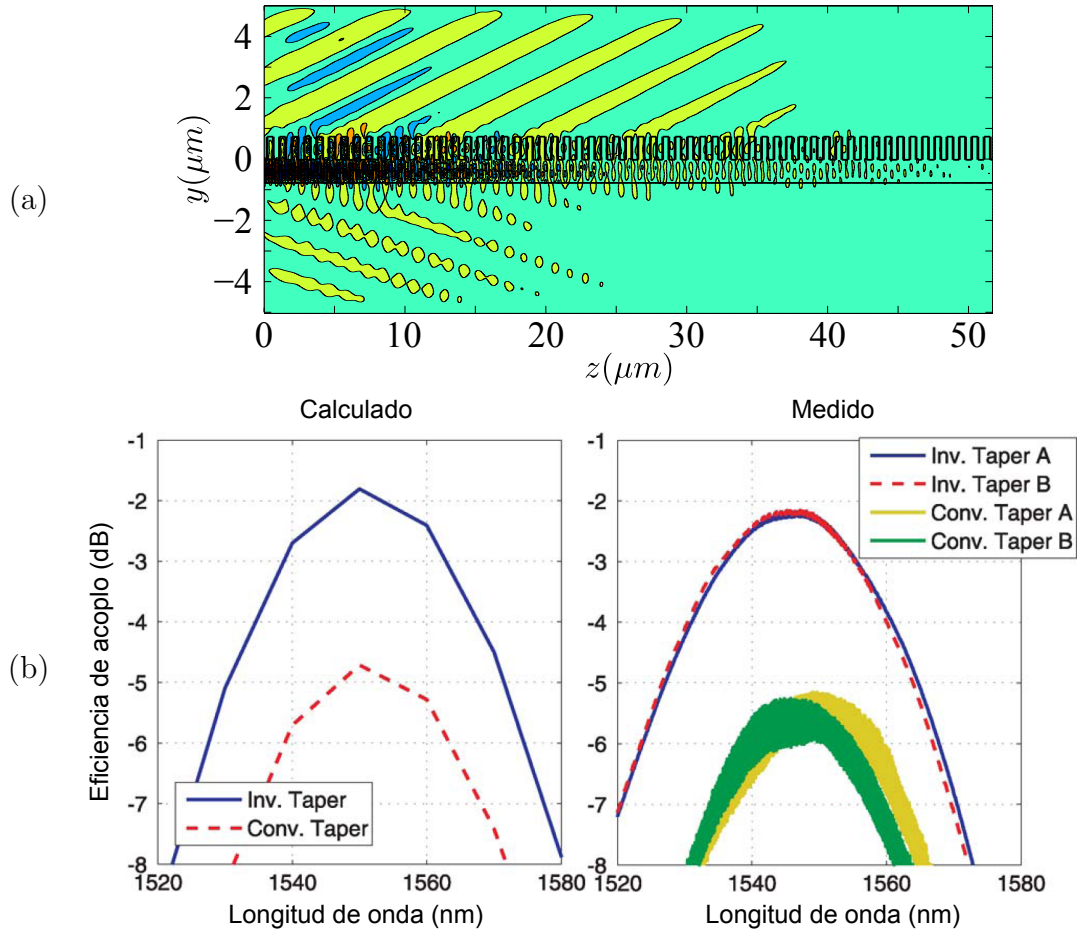 (a)
y(μm)
4
2
0
−2
−4
0 10 20 30 40 50
z(μm)
(b)
Calculado
Eficiencia de acoplo (dB)
-1
-2
-3
-4
-5
-6
-7
-8
Inv. Taper
Conv. Taper
1520 1540 1560 1580
Longitud de onda (nm)
Medido
-1
-2
-3
-4
-5
-6
-7
-8
Inv. Taper A
Inv. Taper B
Conv. Taper A
Conv. Taper B
1520 1540 1560 1580
Longitud de onda (nm)